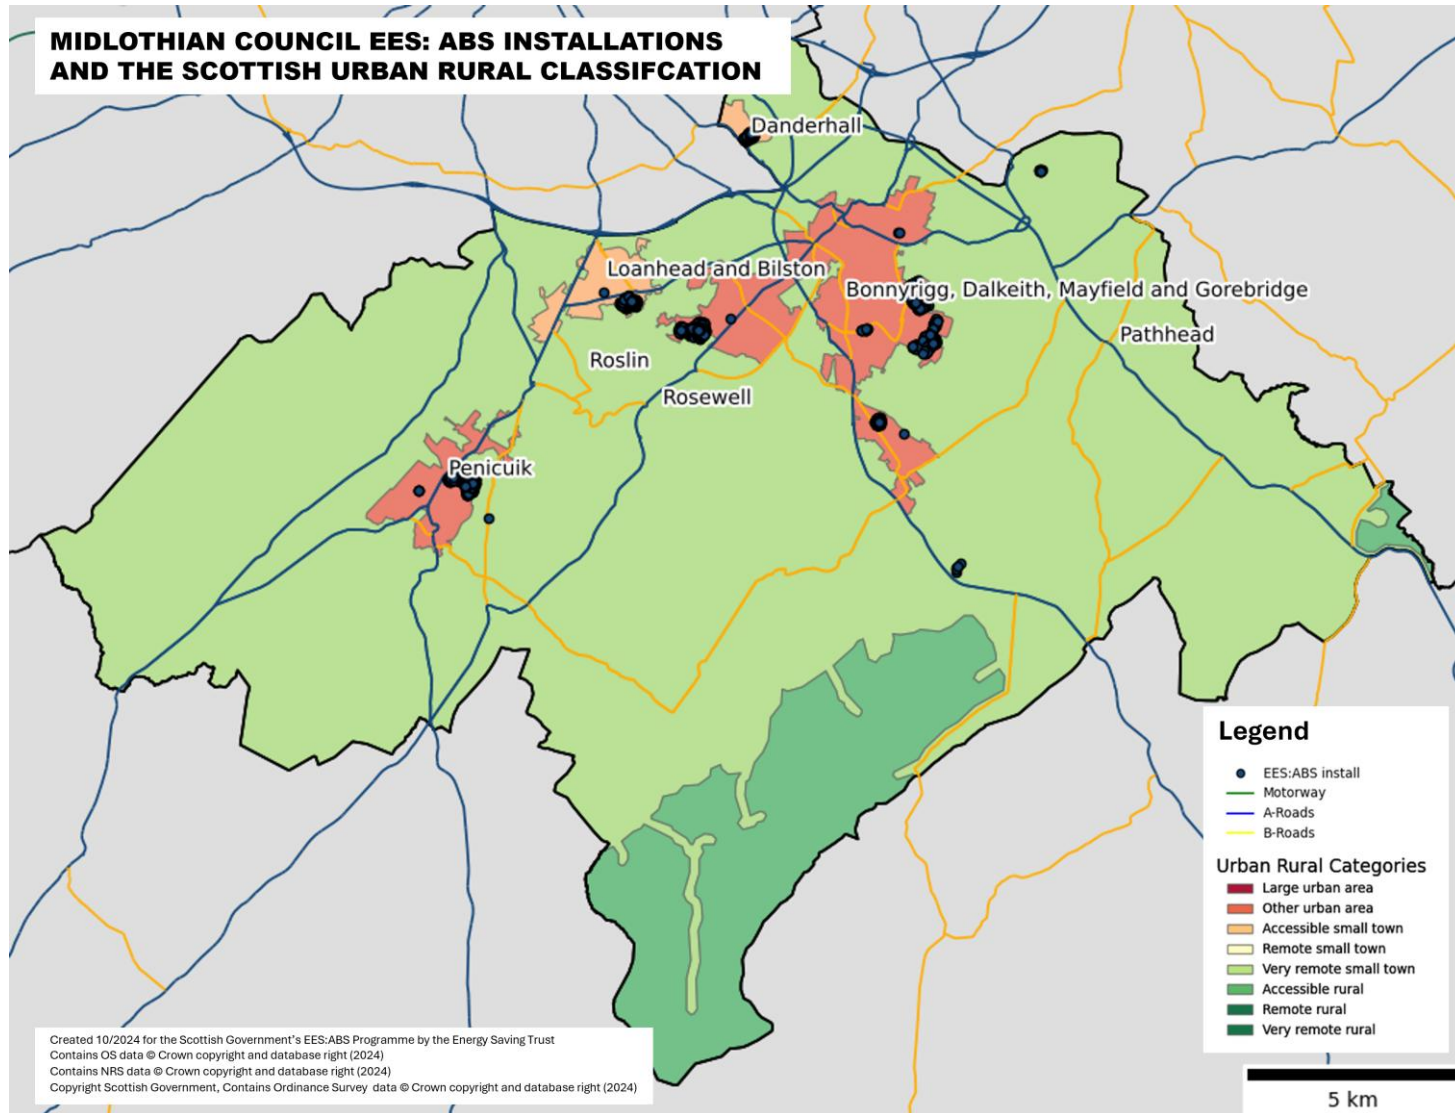 MIDLOTHIAN COUNCIL EES: ABS INSTALLATIONS
AND THE SCOTTISH URBAN RURAL CLASSIFCATION
Danderhall
Loanhead and Bilston
Bonnyrigg, Dalkeith, Mayfield and Gorebridge
Pathhead
Roslin
Rosewell
Penicuik
Legend
EES:ABS install
Motorway
A-Roads
B-Roads
Urban Rural Categories
Large urban area
Other urban area
Accessible small town
Remote small town
Very remote small town
Accessible rural
Remote rural
Very remote rural
Created 10/2024 for the Scottish Government's EES:ABS Programme by the Energy Saving Trust
Contains OS data © Crown copyright and database right (2024)
Contains NRS data © Crown copyright and database right (2024)
Copyright Scottish Government, Contains Ordinance Survey data © Crown copyright and database right (2024)
5 km